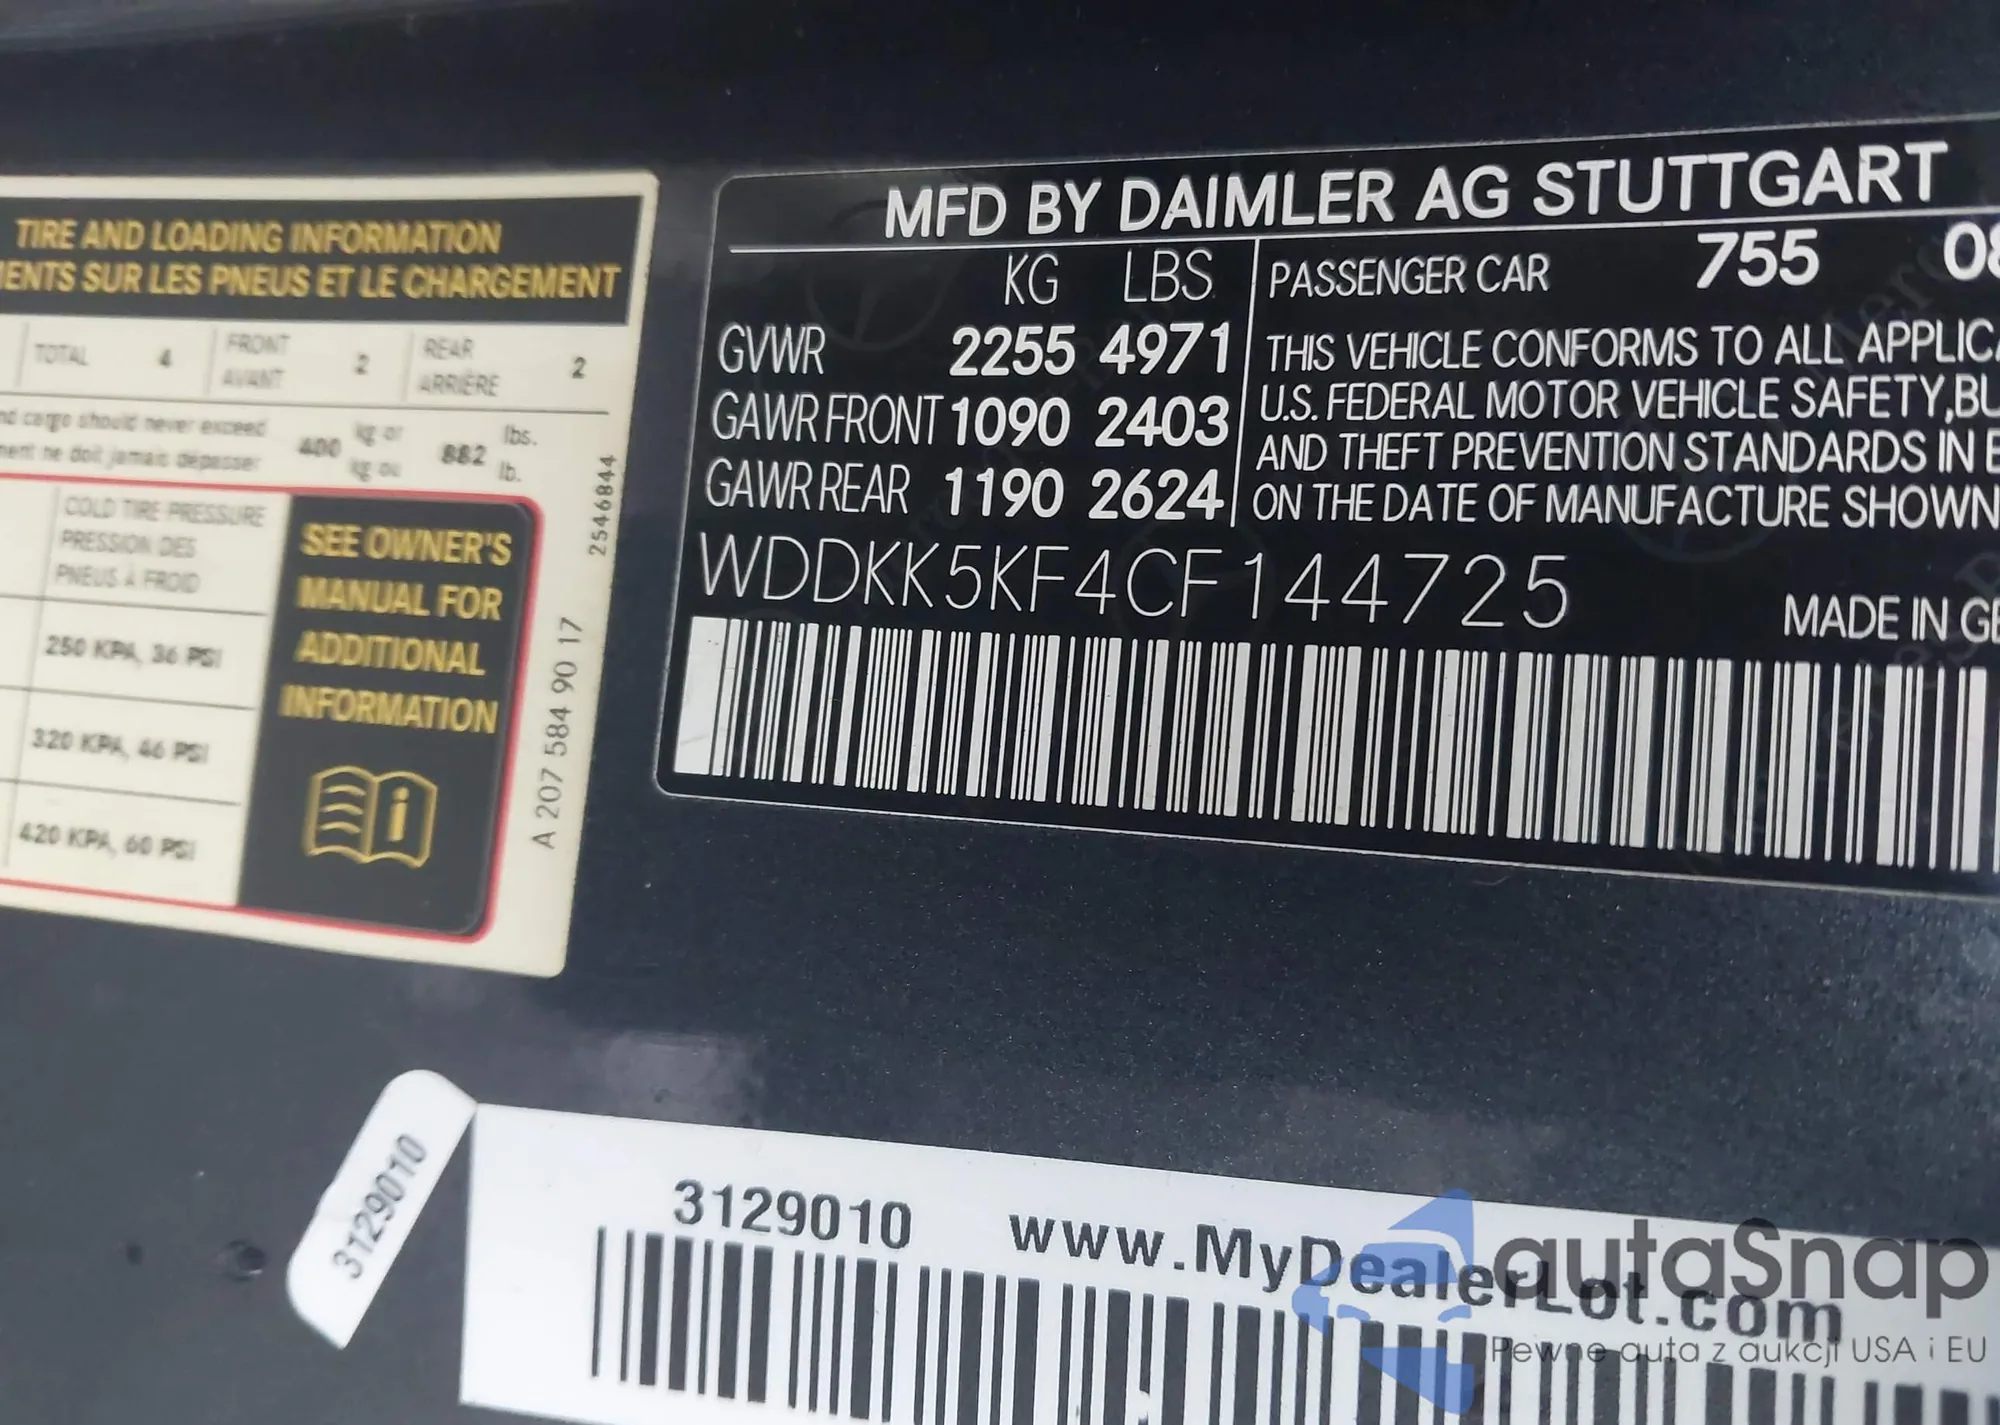 TIRE AND LOADING INFORMATION
MENTS SUR LES PNEUS ET LE CHARGEMENT
TOTAL 4 FRONT AVANT 2 REAR ARRIÈRE 2
cargo should never exceed 400 kg or 882 lbs.
ne doit jamais dépasser kg ou lb.
COLD TIRE PRESSURE
PRESSION DES
PNEUS À FROID
250 KPA, 36 PSI
320 KPA, 46 PSI
420 KPA, 60 PSI
SEE OWNER'S
MANUAL FOR
ADDITIONAL
INFORMATION
2546844
A 207 584 90 17
MFD BY DAIMLER AG STUTTGART
KG LBS
GVWR 2255 4971
GAWR FRONT 1090 2403
GAWR REAR 1190 2624
PASSENGER CAR 755 08
THIS VEHICLE CONFORMS TO ALL APPLICA
U.S. FEDERAL MOTOR VEHICLE SAFETY,BU
AND THEFT PREVENTION STANDARDS IN E
ON THE DATE OF MANUFACTURE SHOWN
WDDKK5KF4CF144725
MADE IN GE
3129010
3129010 www.MyDealerLot.com
autaSnap
Pewne auta z aukcji USA i EU